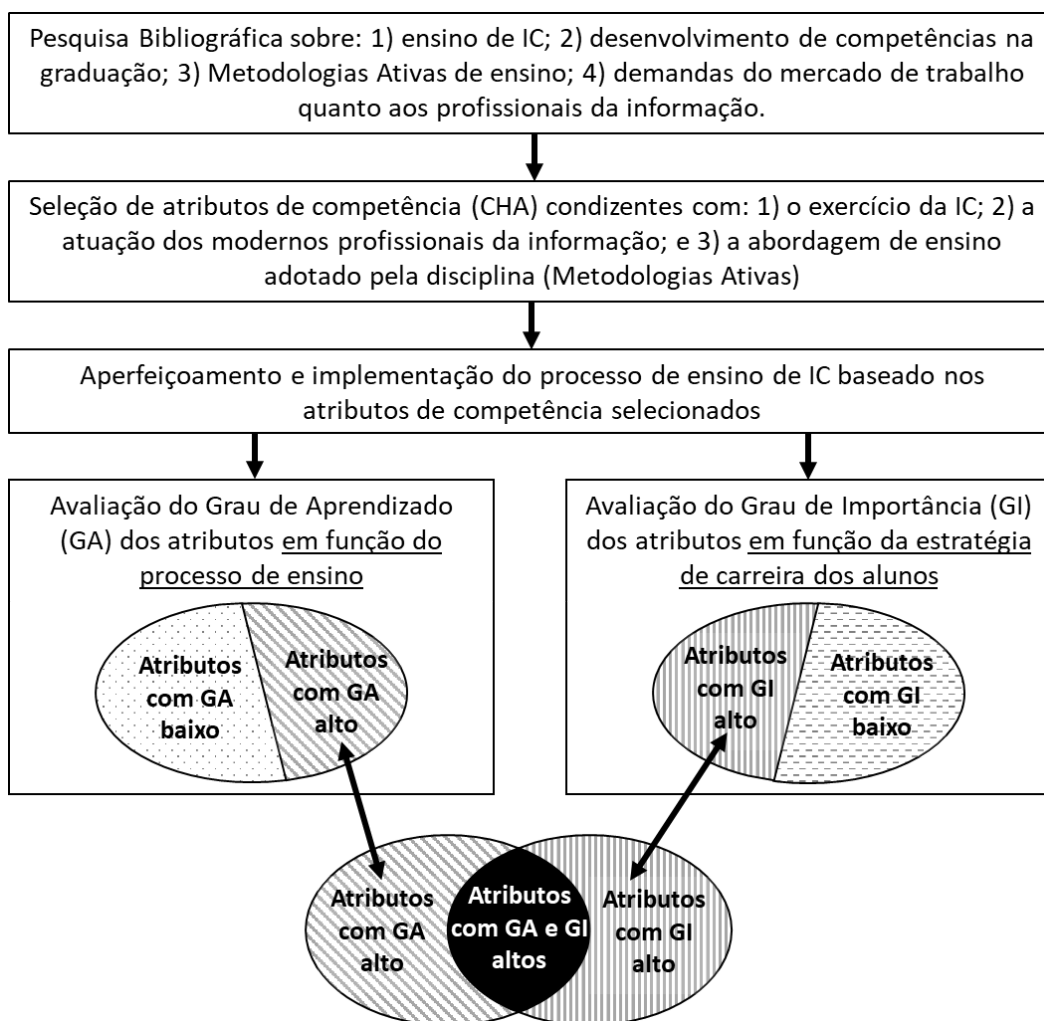 Pesquisa Bibliográfica sobre: 1) ensino de IC; 2) desenvolvimento de competências na
graduação; 3) Metodologias Ativas de ensino; 4) demandas do mercado de trabalho
quanto aos profissionais da informação.
Seleção de atributos de competência (CHA) condizentes com: 1) o exercício da IC; 2) a
atuação dos modernos profissionais da informação; e 3) a abordagem de ensino
adotado pela disciplina (Metodologias Ativas)
Aperfeiçoamento e implementação do processo de ensino de IC baseado nos
atributos de competência selecionados
Avaliação do Grau de Aprendizado
(GA) dos atributos em função do
processo de ensino
Atributos
com GA
baixo
Atributos
com GA
alto
Avaliação do Grau de Importância (GI)
dos atributos em função da estratégia
de carreira dos alunos
Atributos
com GI
alto
Atributos
com GI
baixo
Atributos
com GA
alto
Atributos
com GA e GI
altos
Atributos
com GI
alto